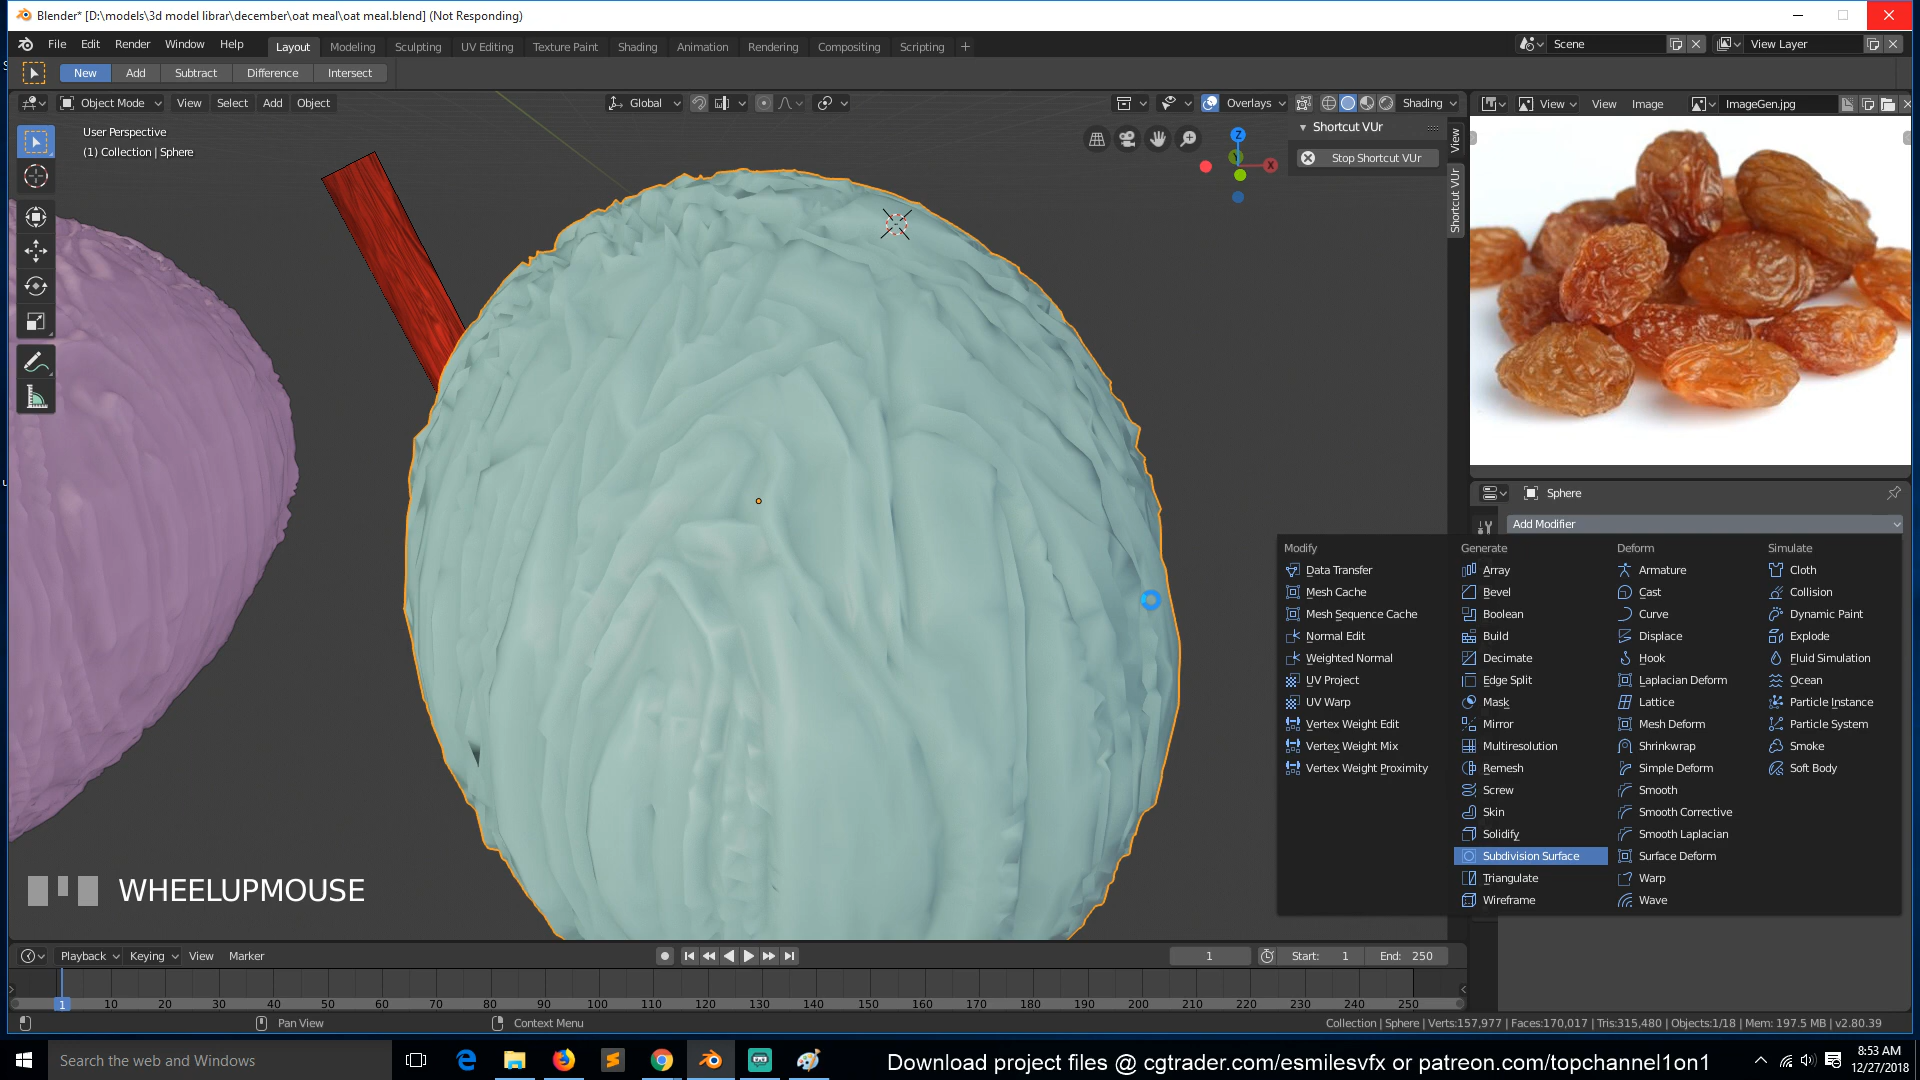 Blender* [D:\models\3d model librar\december\oat meal\oat meal.blend] (Not Responding)
File Edit Render Window Help Layout Modeling Sculpting UV Editing Texture Paint Shading Animation Rendering Compositing Scripting + Scene View Layer
New Add Subtract Difference Intersect
Object Mode View Select Add Object Global Overlays Shading View View Image ImageGen.jpg
User Perspective
(1) Collection | Sphere
Shortcut VUr
Stop Shortcut VUr
View
Shortcut VUr
Z
X
Sphere
Add Modifier
Modify Generate Deform Simulate
Data Transfer Array Armature Cloth
Mesh Cache Bevel Cast Collision
Mesh Sequence Cache Boolean Curve Dynamic Paint
Normal Edit Build Displace Explode
Weighted Normal Decimate Hook Fluid Simulation
UV Project Edge Split Laplacian Deform Ocean
UV Warp Mask Lattice Particle Instance
Vertex Weight Edit Mirror Mesh Deform Particle System
Vertex Weight Mix Multiresolution Shrinkwrap Smoke
Vertex Weight Proximity Remesh Simple Deform Soft Body
Screw Smooth
Skin Smooth Corrective
Solidify Smooth Laplacian
Subdivision Surface Surface Deform
Triangulate Warp
Wireframe Wave
WHEELUPMOUSE
Playback Keying View Marker 1 Start: 1 End: 250
1 10 20 30 40 50 60 70 80 90 100 110 120 130 140 150 160 170 180 190 200 210 220 230 240 250
Pan View Context Menu Collection | Sphere | Verts:157,977 | Faces:170,017 | Tris:315,480 | Objects:1/18 | Mem: 197.5 MB | v2.80.39
Search the web and Windows
Download project files @ cgtrader.com/esmilesvfx or patreon.com/topchannel1on1
8:53 AM
12/27/2018